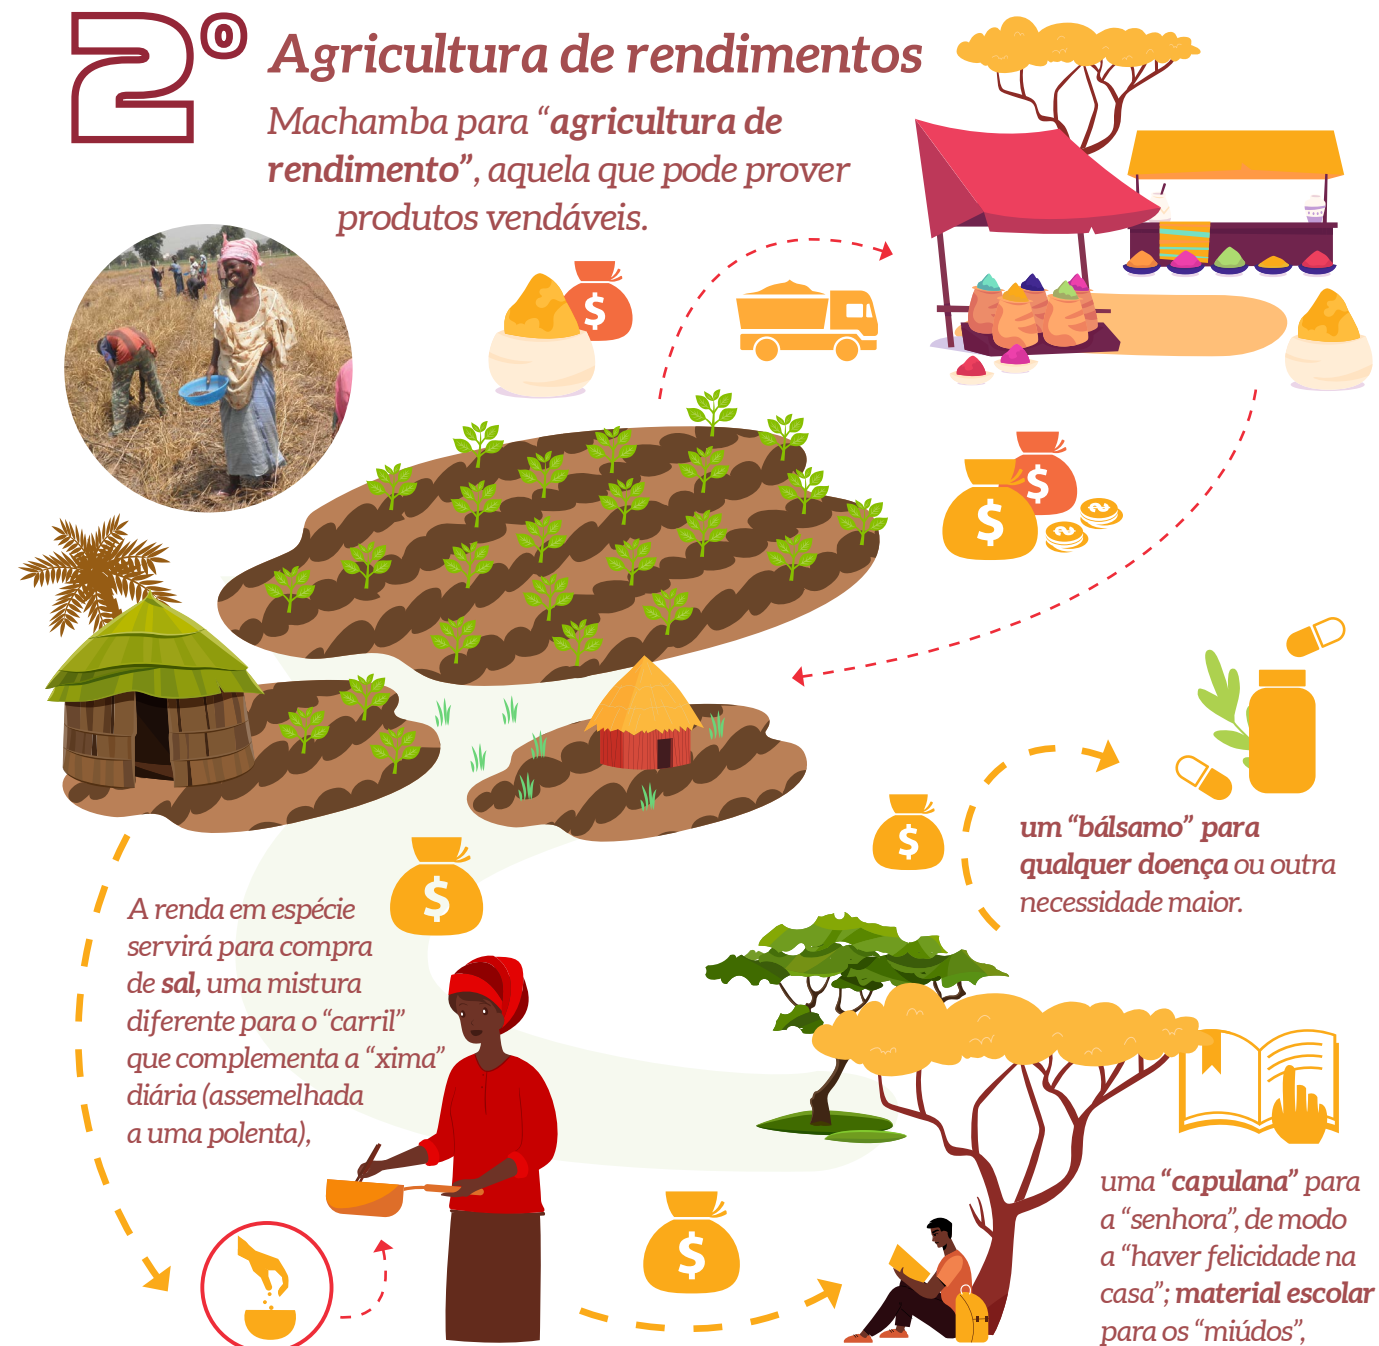 2º
Agricultura de rendimentos
Machamba para “agricultura de
rendimento”, aquela que pode prover
produtos vendáveis.
$
$
$
$
um “bálsamo” para
qualquer doença ou outra
necessidade maior.
$
A renda em espécie
servirá para compra
de sal, uma mistura
diferente para o “carril”
que complementa a “xima”
diária (assemelhada
a uma polenta),
$
uma “capulana” para
a “senhora”, de modo
a “haver felicidade na
casa”; material escolar
para os “miúdos”,